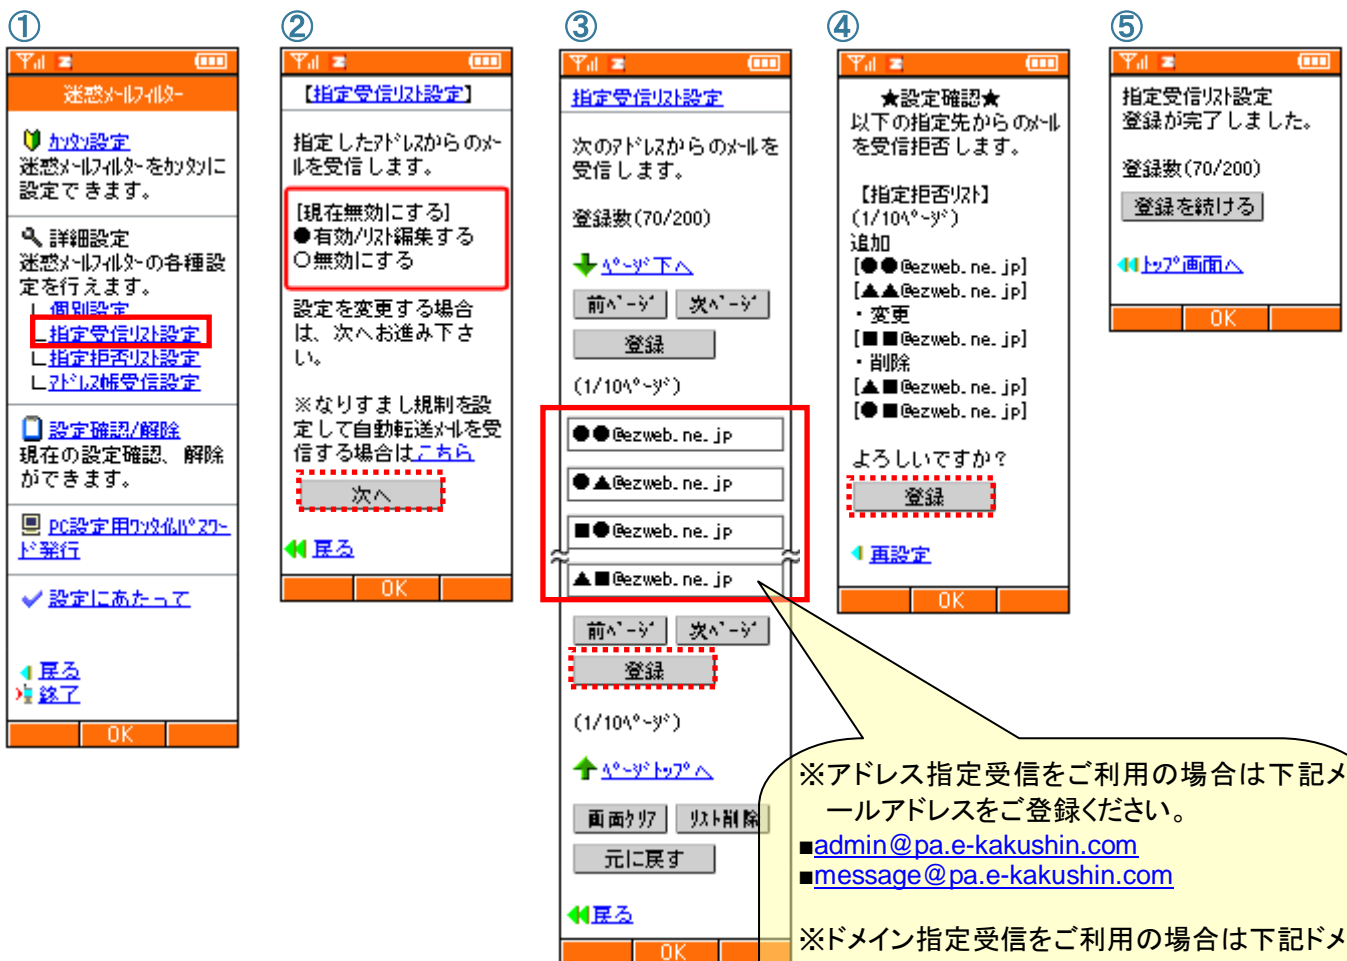 ①
迷惑メールフィルター
カンタン設定
迷惑メールフィルターをカンタンに
設定できます。
詳細設定
迷惑メールフィルターの各種設
定を行えます。
個別設定
指定受信リスト設定
指定拒否リスト設定
アドレス帳受信設定
設定確認/解除
現在の設定確認、解除
ができます。
PC設定用ワンタイムパスワー
ド発行
設定にあたって
戻る
終了
OK
②
【指定受信リスト設定】
指定したアドレスからのメー
ルを受信します。
[現在無効にする]
●有効/リスト編集する
○無効にする
設定を変更する場合
は、次へお進み下さ
い。
※なりすまし規制を設
定して自動転送メールを受
信する場合はこちら
次へ
戻る
OK
③
指定受信リスト設定
次のアドレスからのメールを
受信します。
登録数(70/200)
ページ下へ
前ページ 次ページ
登録
(1/10ページ)
●●@ezweb.ne.jp
●▲@ezweb.ne.jp
■●@ezweb.ne.jp
▲■@ezweb.ne.jp
前ページ 次ページ
登録
(1/10ページ)
ページトップへ
画面クリア リスト削除
元に戻す
戻る
OK
④
★設定確認★
以下の指定先からのメール
を受信拒否します。
【指定拒否リスト】
(1/10ページ)
追加
[●●@ezweb.ne.jp]
[▲▲@ezweb.ne.jp]
・変更
[■■@ezweb.ne.jp]
・削除
[▲■@ezweb.ne.jp]
[●■@ezweb.ne.jp]
よろしいですか?
登録
再設定
OK
⑤
指定受信リスト設定
登録が完了しました。
登録数(70/200)
登録を続ける
トップ画面へ
OK
※アドレス指定受信をご利用の場合は下記メ
ールアドレスをご登録ください。
■admin@pa.e-kakushin.com
■message@pa.e-kakushin.com
※ドメイン指定受信をご利用の場合は下記ドメ